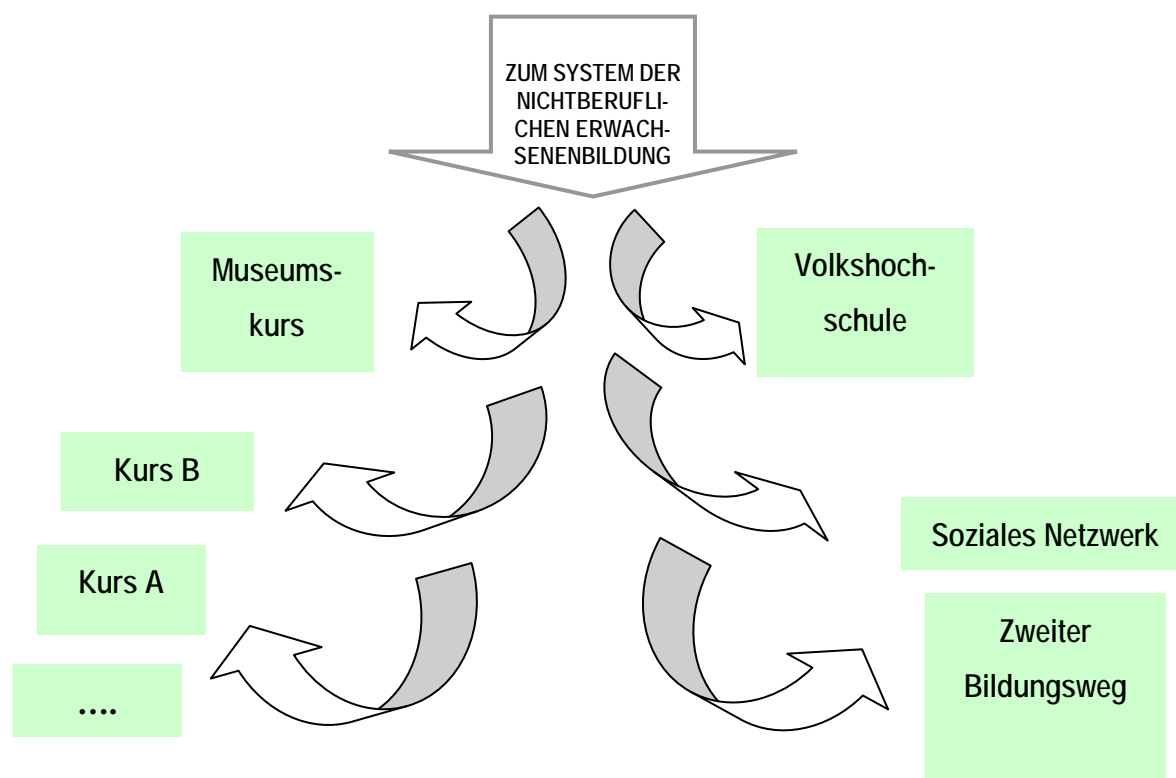 ZUM SYSTEM DER
NICHTBERUFLI-
CHEN ERWACH-
SENENBILDUNG
Museums-
kurs
Volkshoch-
schule
Kurs B
Soziales Netzwerk
Kurs A
Zweiter
Bildungsweg
....